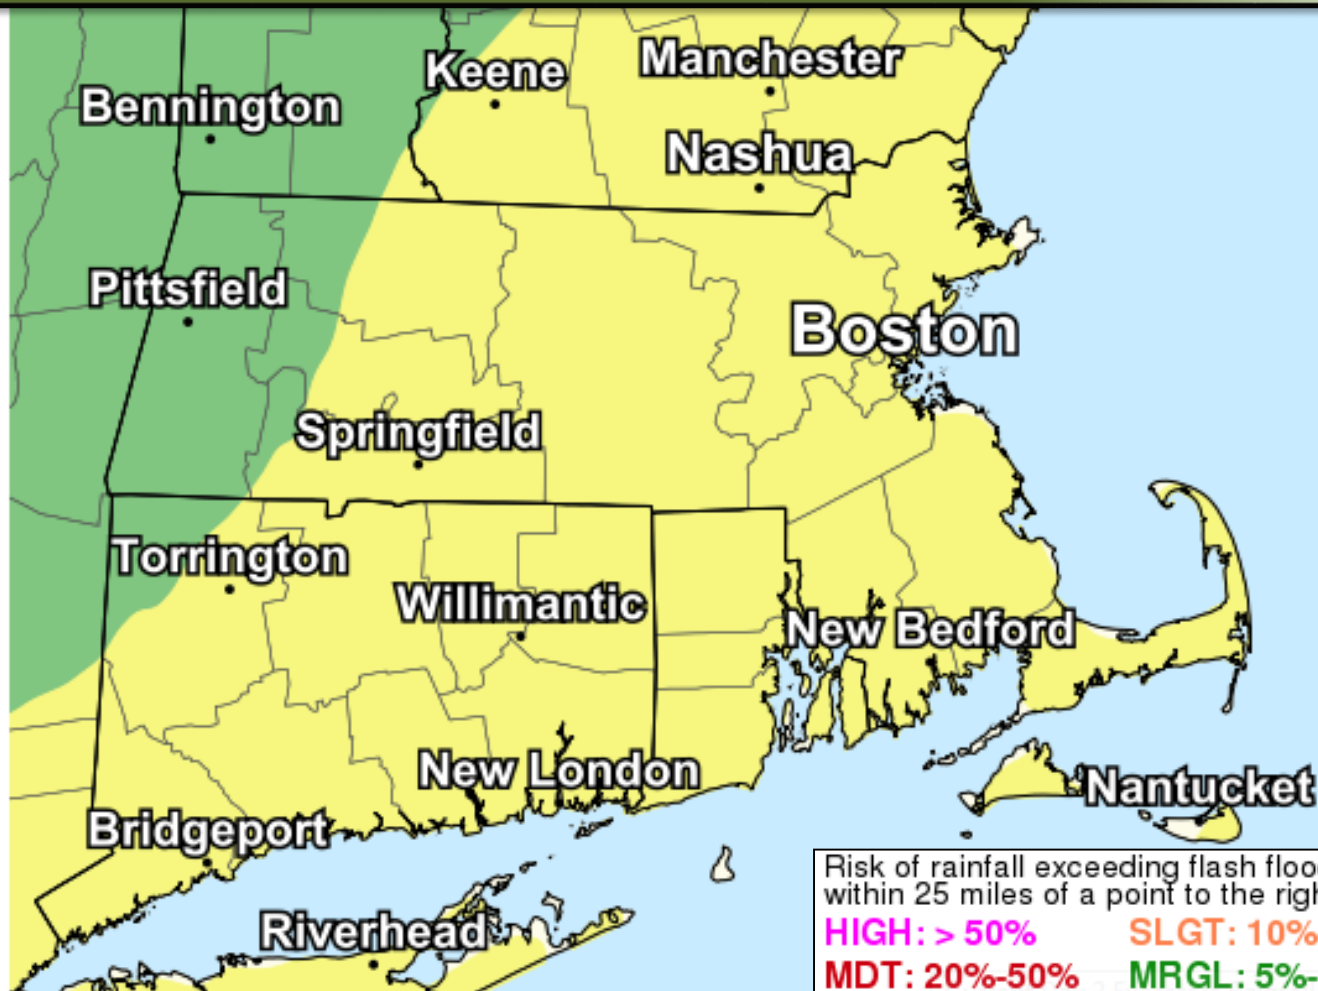 Keene
Manchester
Bennington
Nashua
Pittsfield
Boston
Springfield
Torrington
Willimantic
New Bedford
New London
Nantucket
Bridgeport
Riverhead
Risk of rainfall exceeding flash floo
within 25 miles of a point to the righ
HIGH: > 50% SLGT: 10%
MDT: 20%-50% MRGL: 5%-